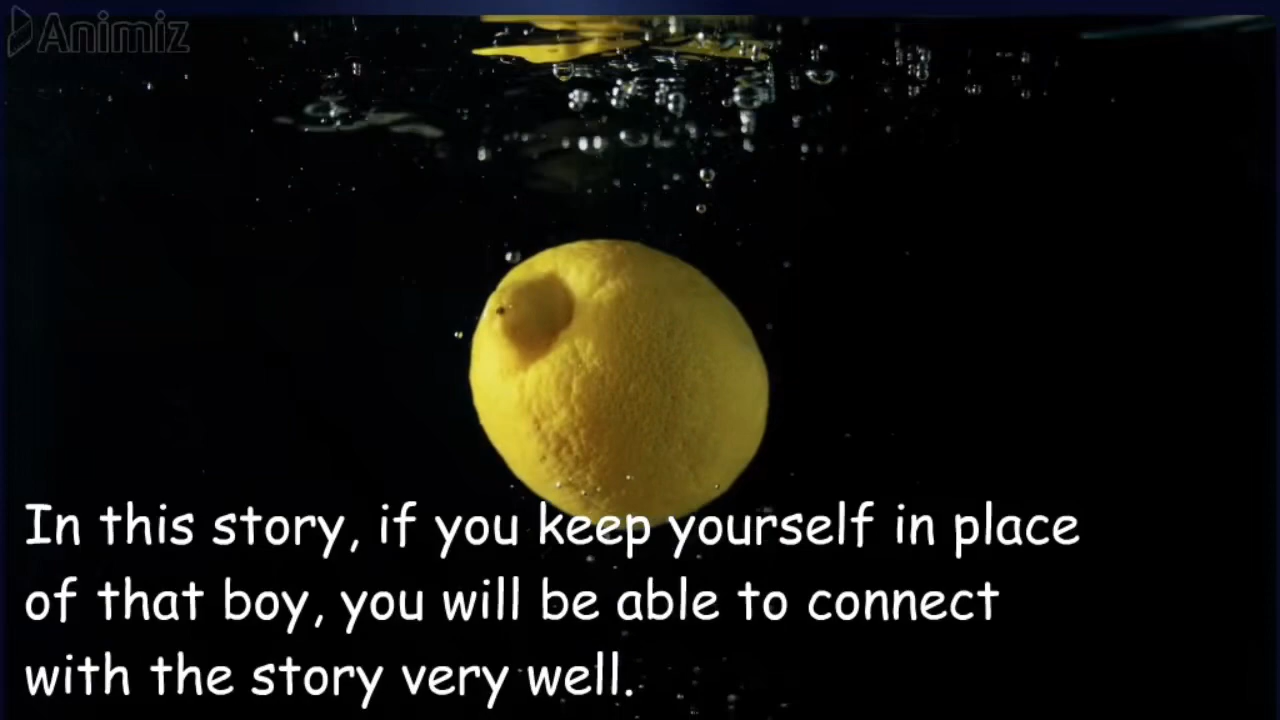 Animiz
In this story, if you keep yourself in place
of that boy, you will be able to connect
with the story very well.